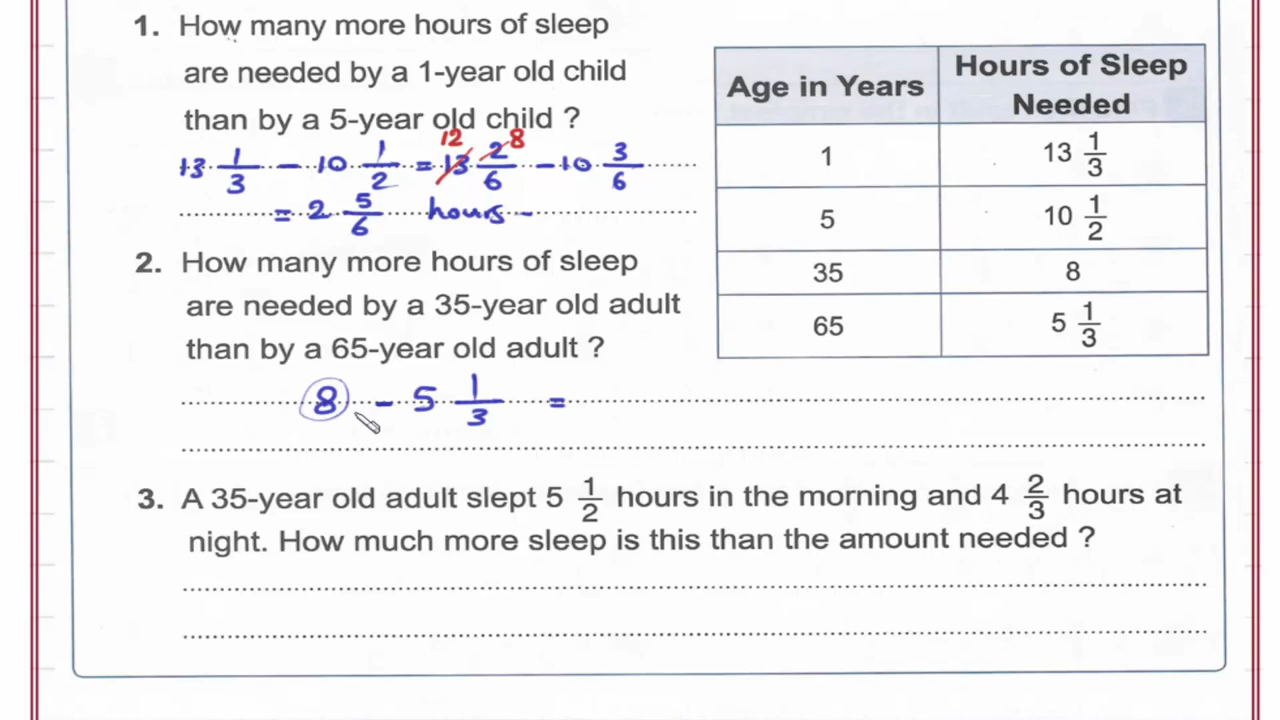 1. How many more hours of sleep
are needed by a 1-year old child
than by a 5-year old child ?
12 8
13 1/3 - 10 1/2 = 13 2/6 - 10 3/6
= 2 5/6 hours -
Age in Years Hours of Sleep Needed
1 13 1/3
5 10 1/2
35 8
65 5 1/3
2. How many more hours of sleep
are needed by a 35-year old adult
than by a 65-year old adult ?
8 - 5 1/3 =
3. A 35-year old adult slept 5 1/2 hours in the morning and 4 2/3 hours at
night. How much more sleep is this than the amount needed ?